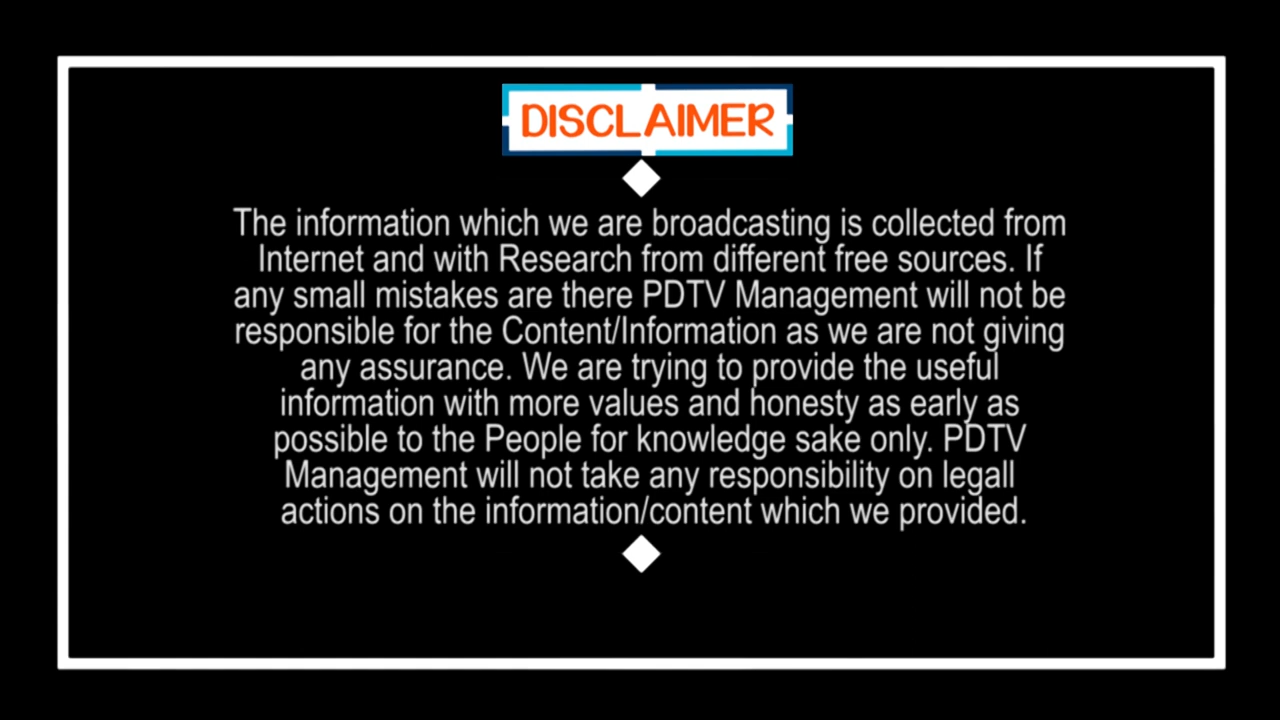 DISCLAIMER
The information which we are broadcasting is collected from
Internet and with Research from different free sources. If
any small mistakes are there PDTV Management will not be
responsible for the Content/Information as we are not giving
any assurance. We are trying to provide the useful
information with more values and honesty as early as
possible to the People for knowledge sake only. PDTV
Management will not take any responsibility on legall
actions on the information/content which we provided.